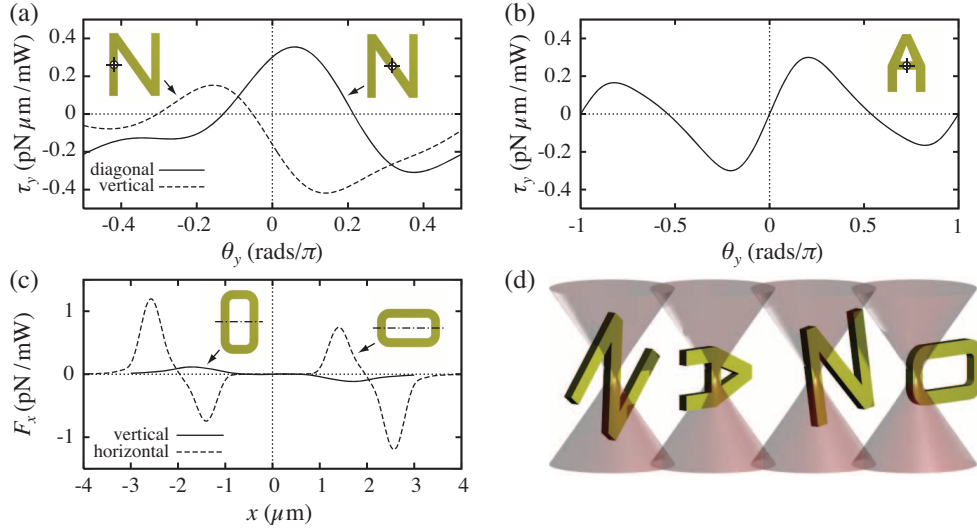 (a)
0.4
0.2
0
-0.2
-0.4
τy (pN μm / mW)
N
N
diagonal
vertical
-0.4 -0.2 0 0.2 0.4
θy (rads/π)
(b)
0.4
0.2
0
-0.2
-0.4
τy (pN μm / mW)
A
-1 -0.5 0 0.5 1
θy (rads/π)
(c)
1
0
-1
Fx (pN / mW)
0
0
vertical
horizontal
-4 -3 -2 -1 0 1 2 3 4
x (μm)
(d)
N A N O